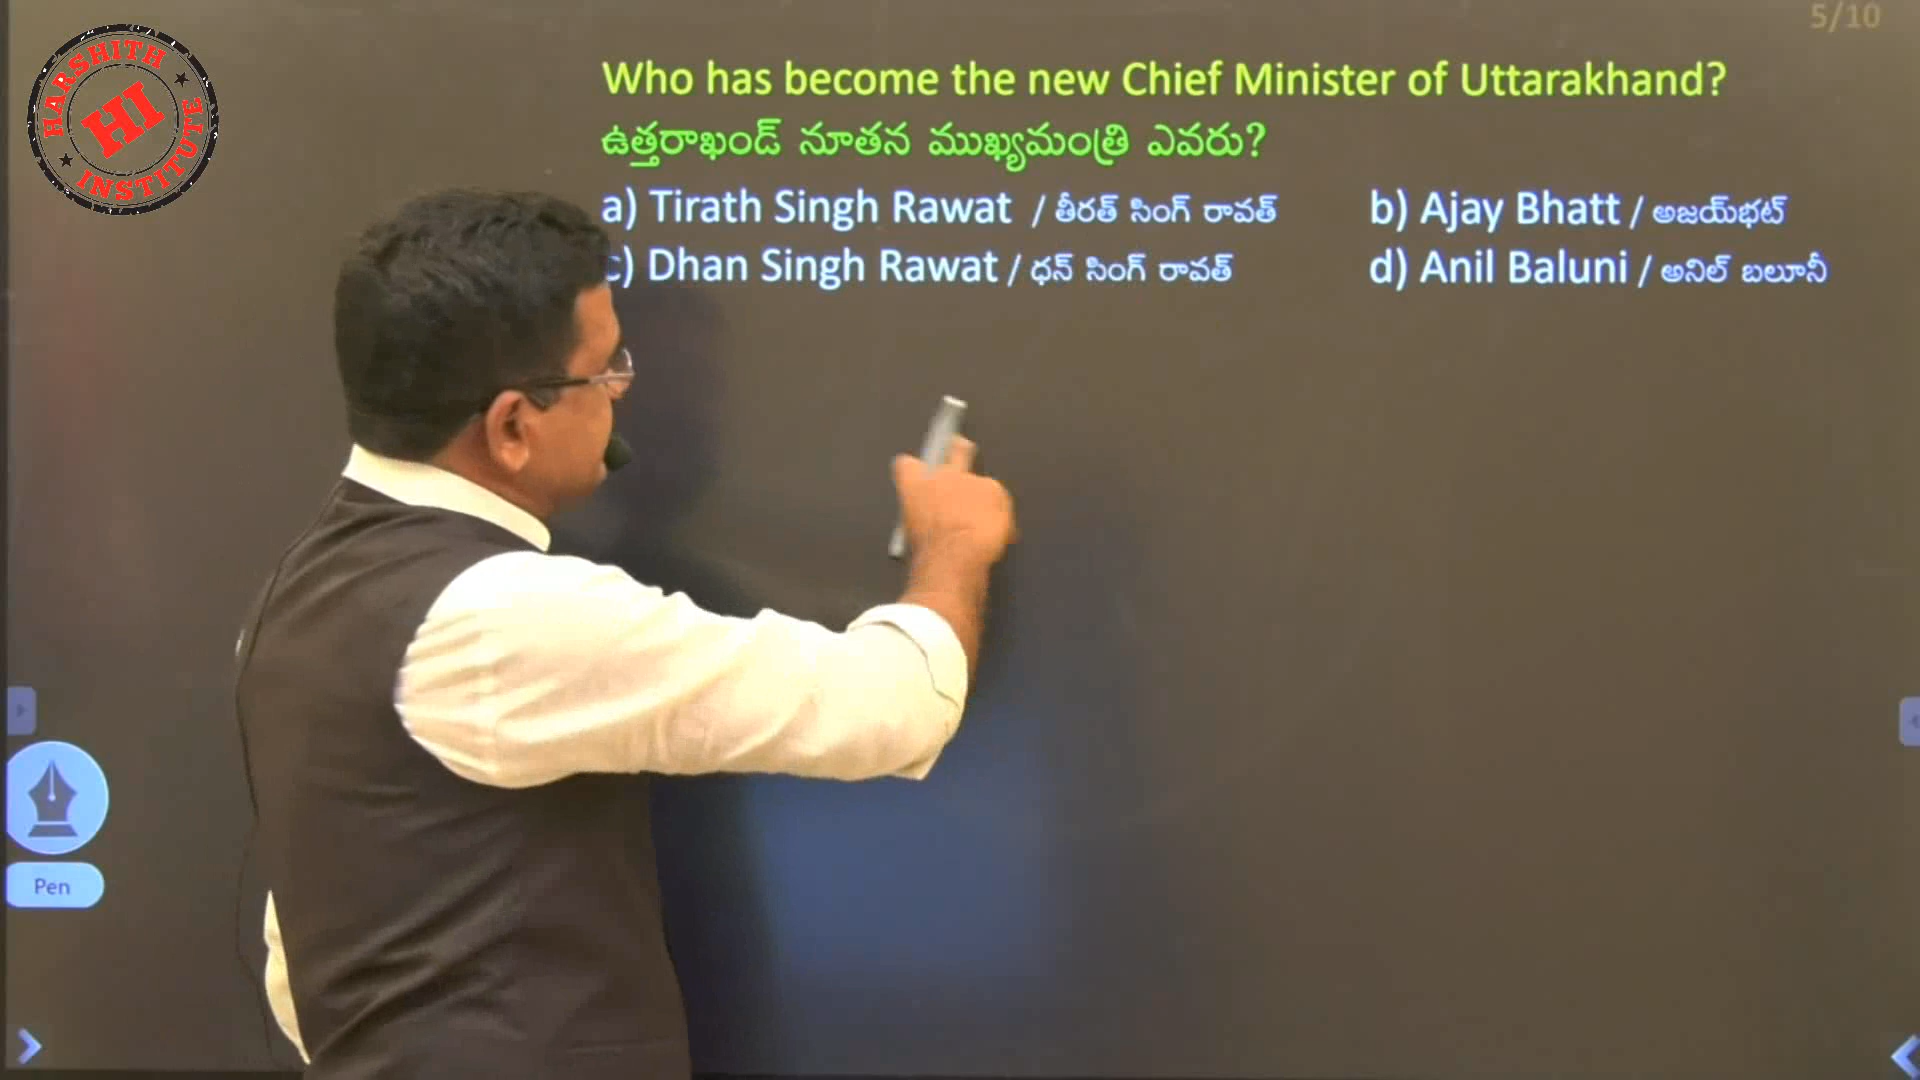 HARSHITH
HI
INSTITUTE
5/10
Who has become the new Chief Minister of Uttarakhand?
ఉత్తరాఖండ్ నూతన ముఖ్యమంత్రి ఎవరు?
a) Tirath Singh Rawat / తీరత్ సింగ్ రావత్ b) Ajay Bhatt / అజయ్‌భట్
c) Dhan Singh Rawat / ధన్ సింగ్ రావత్ d) Anil Baluni / అనిల్ బలూనీ
Pen